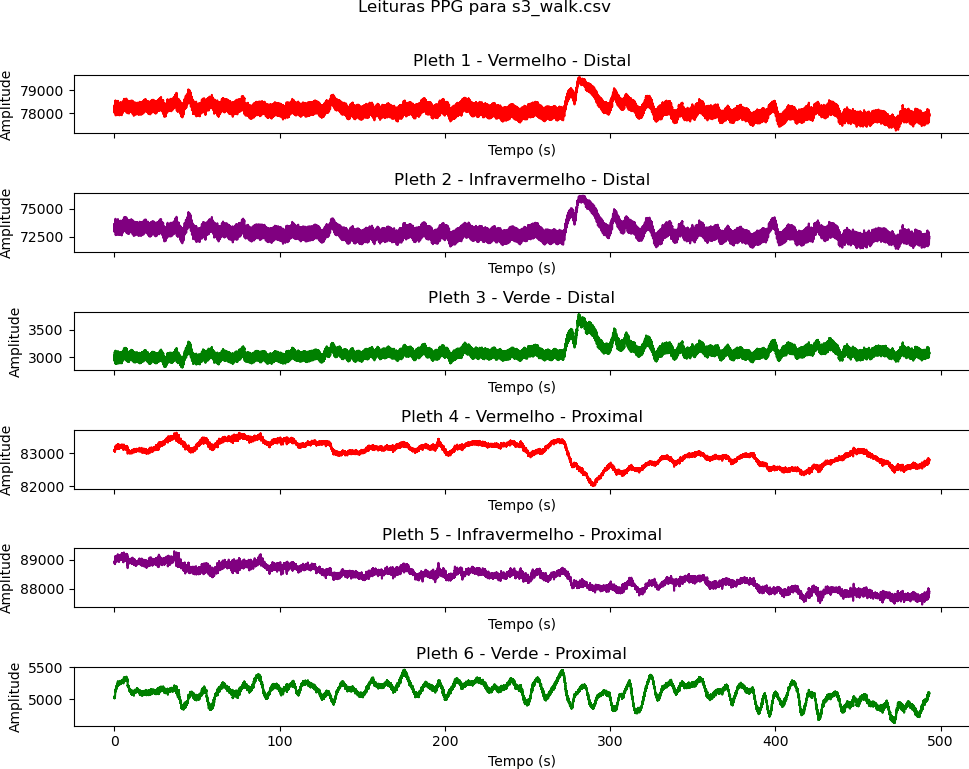 Leituras PPG para s3_walk.csv
Pleth 1 - Vermelho - Distal
Amplitude
79000
78000
Tempo (s)
Pleth 2 - Infravermelho - Distal
Amplitude
75000
72500
Tempo (s)
Pleth 3 - Verde - Distal
Amplitude
3500
3000
Tempo (s)
Pleth 4 - Vermelho - Proximal
Amplitude
83000
82000
Tempo (s)
Pleth 5 - Infravermelho - Proximal
Amplitude
89000
88000
Tempo (s)
Pleth 6 - Verde - Proximal
Amplitude
5500
5000
0 100 200 300 400 500
Tempo (s)